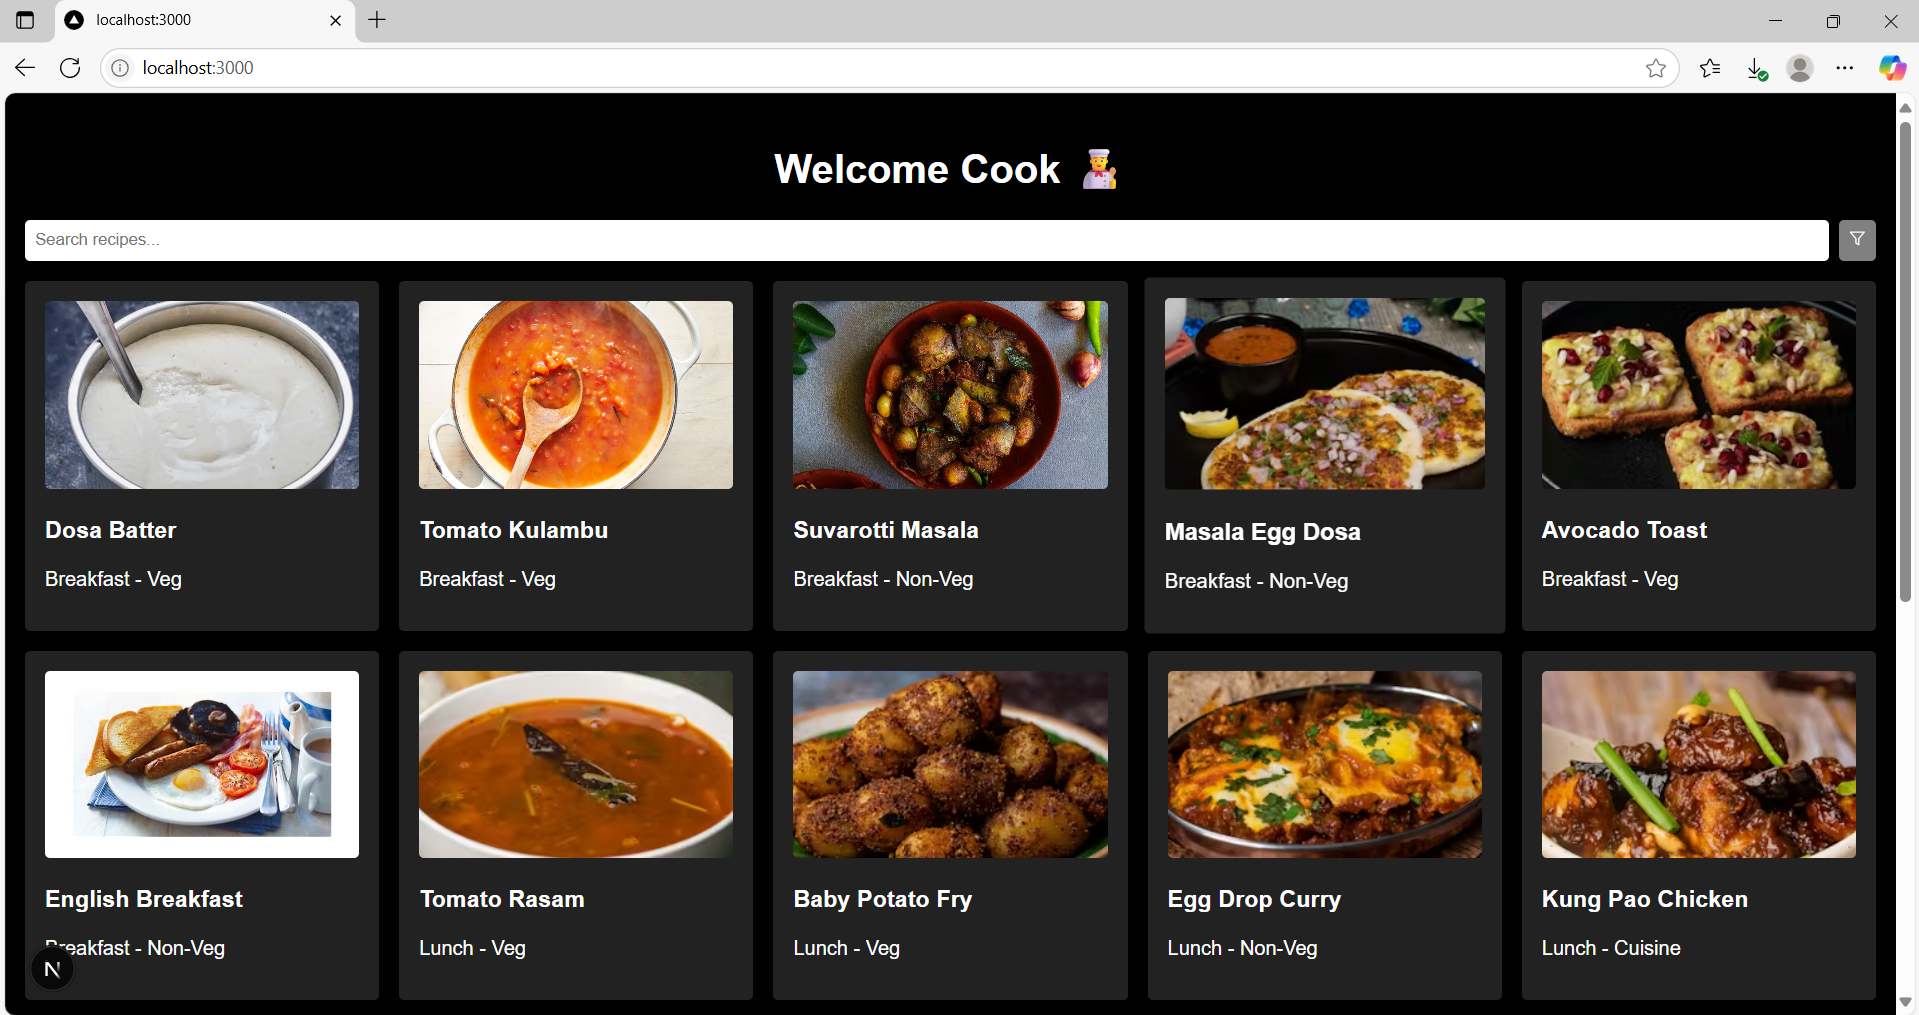 localhost:3000
localhost:3000
Welcome Cook 🧑‍🍳
Search recipes...
Dosa Batter
Breakfast - Veg
Tomato Kulambu
Breakfast - Veg
Suvarotti Masala
Breakfast - Non-Veg
Masala Egg Dosa
Breakfast - Non-Veg
Avocado Toast
Breakfast - Veg
English Breakfast
Breakfast - Non-Veg
Tomato Rasam
Lunch - Veg
Baby Potato Fry
Lunch - Veg
Egg Drop Curry
Lunch - Non-Veg
Kung Pao Chicken
Lunch - Cuisine
N